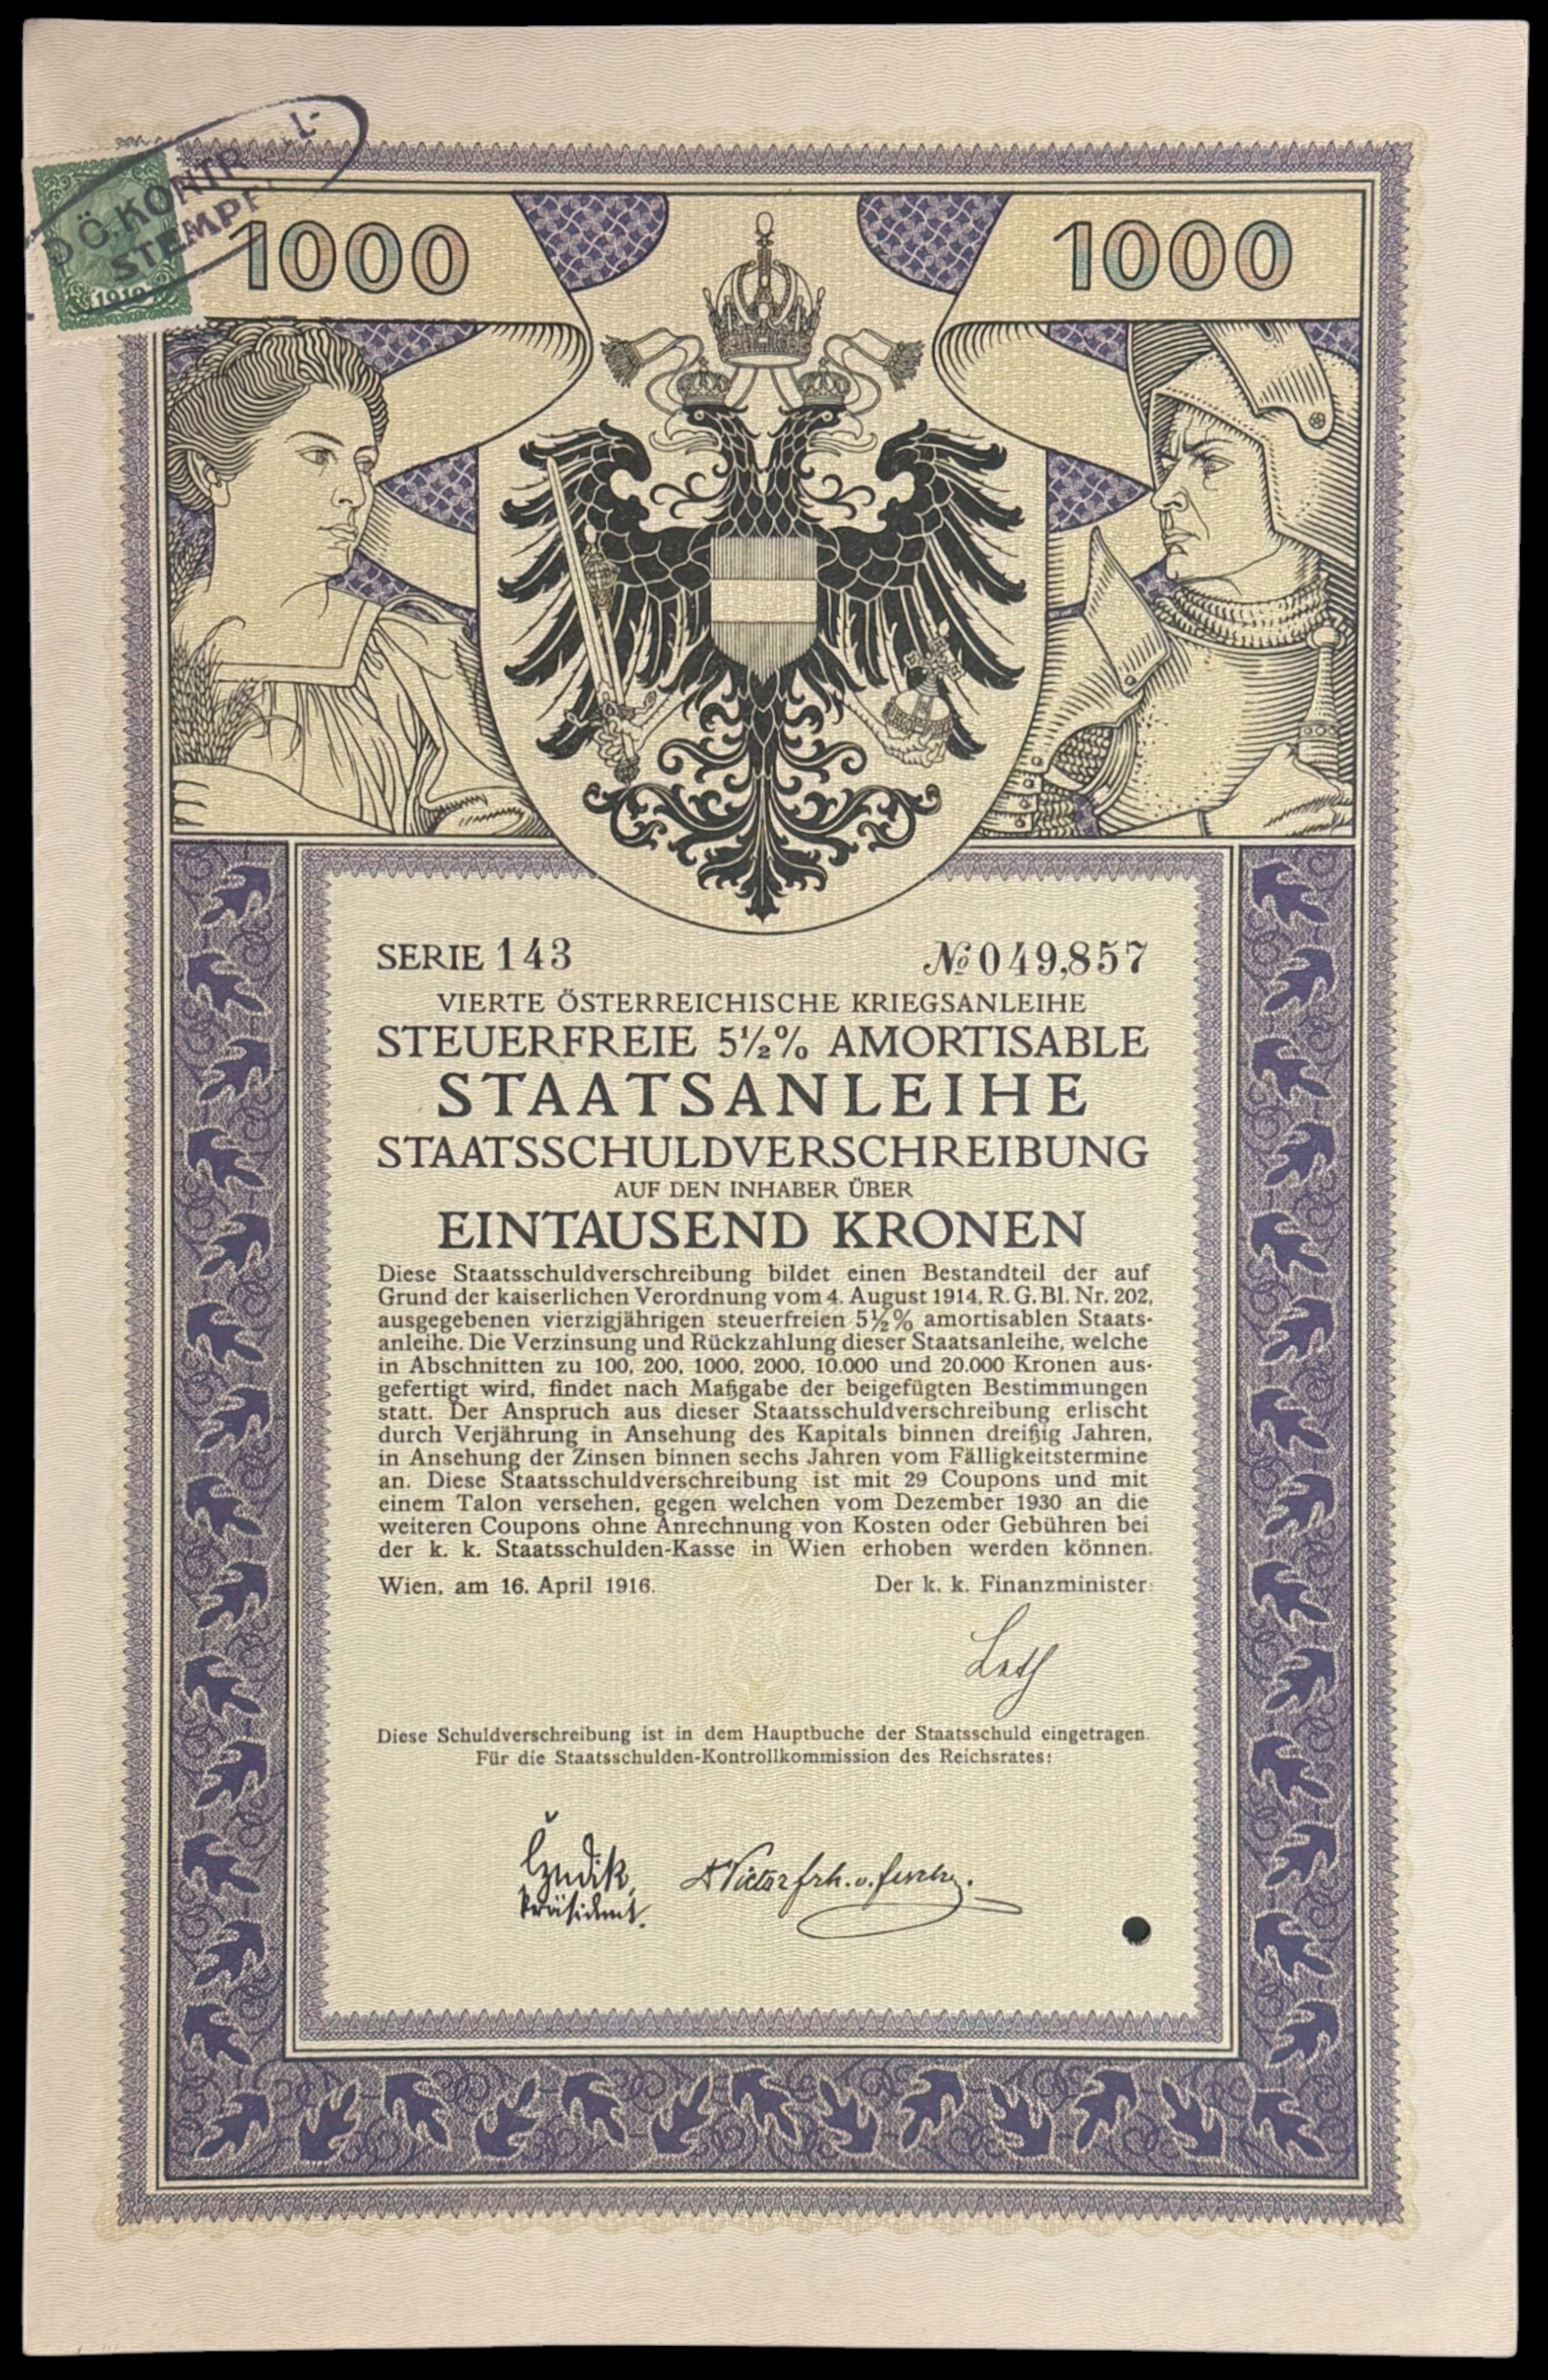 D.Ö. KONTROLL-
STEMPEL
1919
1000
1000
SERIE 143
№ 049,857
VIERTE ÖSTERREICHISCHE KRIEGSANLEIHE
STEUERFREIE 5½% AMORTISABLE
STAATSANLEIHE
STAATSSCHULDVERSCHREIBUNG
AUF DEN INHABER ÜBER
EINTAUSEND KRONEN
Diese Staatsschuldverschreibung bildet einen Bestandteil der auf
Grund der kaiserlichen Verordnung vom 4. August 1914, R. G. Bl. Nr. 202,
ausgegebenen vierzigjährigen steuerfreien 5½% amortisablen Staats-
anleihe. Die Verzinsung und Rückzahlung dieser Staatsanleihe, welche
in Abschnitten zu 100, 200, 1000, 2000, 10.000 und 20.000 Kronen aus-
gefertigt wird, findet nach Maßgabe der beigefügten Bestimmungen
statt. Der Anspruch aus dieser Staatsschuldverschreibung erlischt
durch Verjährung in Ansehung des Kapitals binnen dreißig Jahren,
in Ansehung der Zinsen binnen sechs Jahren vom Fälligkeitstermine
an. Diese Staatsschuldverschreibung ist mit 29 Coupons und mit
einem Talon versehen, gegen welchen vom Dezember 1930 an die
weiteren Coupons ohne Anrechnung von Kosten oder Gebühren bei
der k. k. Staatsschulden-Kasse in Wien erhoben werden können.
Wien, am 16. April 1916.
Der k. k. Finanzminister:
Leth
Diese Schuldverschreibung ist in dem Hauptbuche der Staatsschuld eingetragen.
Für die Staatsschulden-Kontrollkommission des Reichsrates:
Präsident.